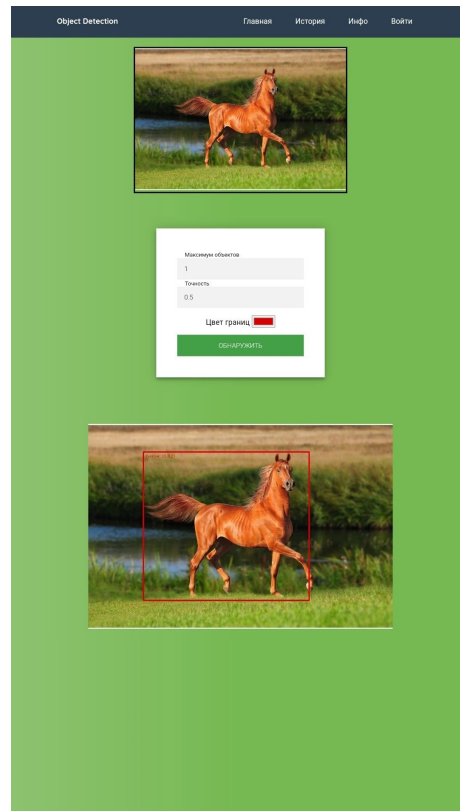 Object Detection
Главная История Инфо Войти
Максимум объектов
1
Точность
0.5
Цвет границ
ОБНАРУЖИТЬ